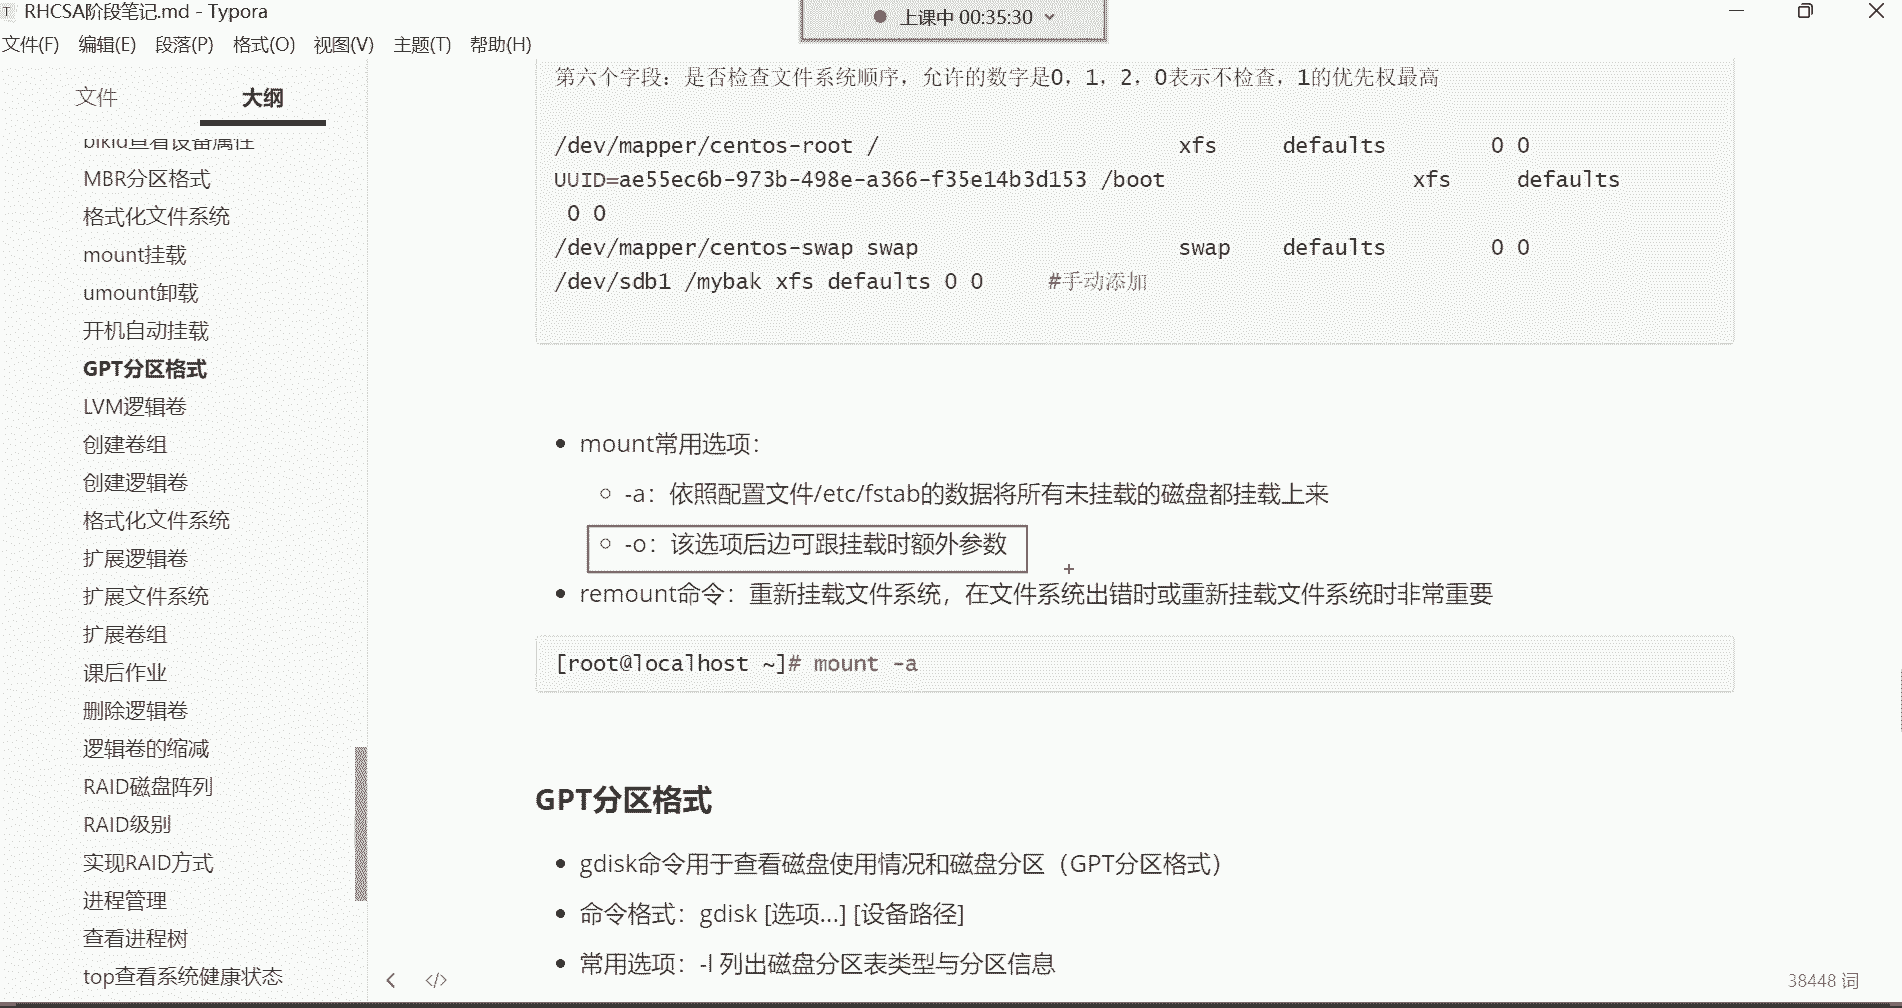 RHCSA阶段笔记.md - Typora
上课中 00:35:30
文件(F) 编辑(E) 段落(P) 格式(O) 视图(V) 主题(T) 帮助(H)
文件 大纲
blkid查看设备属性
MBR分区格式
格式化文件系统
mount挂载
umount卸载
开机自动挂载
GPT分区格式
LVM逻辑卷
创建卷组
创建逻辑卷
格式化文件系统
扩展逻辑卷
扩展文件系统
扩展卷组
课后作业
删除逻辑卷
逻辑卷的缩减
RAID磁盘阵列
RAID级别
实现RAID方式
进程管理
查看进程树
top查看系统健康状态
第六个字段：是否检查文件系统顺序，允许的数字是0，1，2，0表示不检查，1的优先权最高
/dev/mapper/centos-root / xfs defaults 0 0
UUID=ae55ec6b-973b-498e-a366-f35e14b3d153 /boot xfs defaults
0 0
/dev/mapper/centos-swap swap swap defaults 0 0
/dev/sdb1 /mybak xfs defaults 0 0 #手动添加
mount常用选项：
-a：依照配置文件/etc/fstab的数据将所有未挂载的磁盘都挂载上来
-o：该选项后边可跟挂载时额外参数
remount命令：重新挂载文件系统，在文件系统出错时或重新挂载文件系统时非常重要
[root@localhost ~]# mount -a
GPT分区格式
gdisk命令用于查看磁盘使用情况和磁盘分区（GPT分区格式）
命令格式：gdisk [选项...] [设备路径]
常用选项：-l 列出磁盘分区表类型与分区信息
38448 词